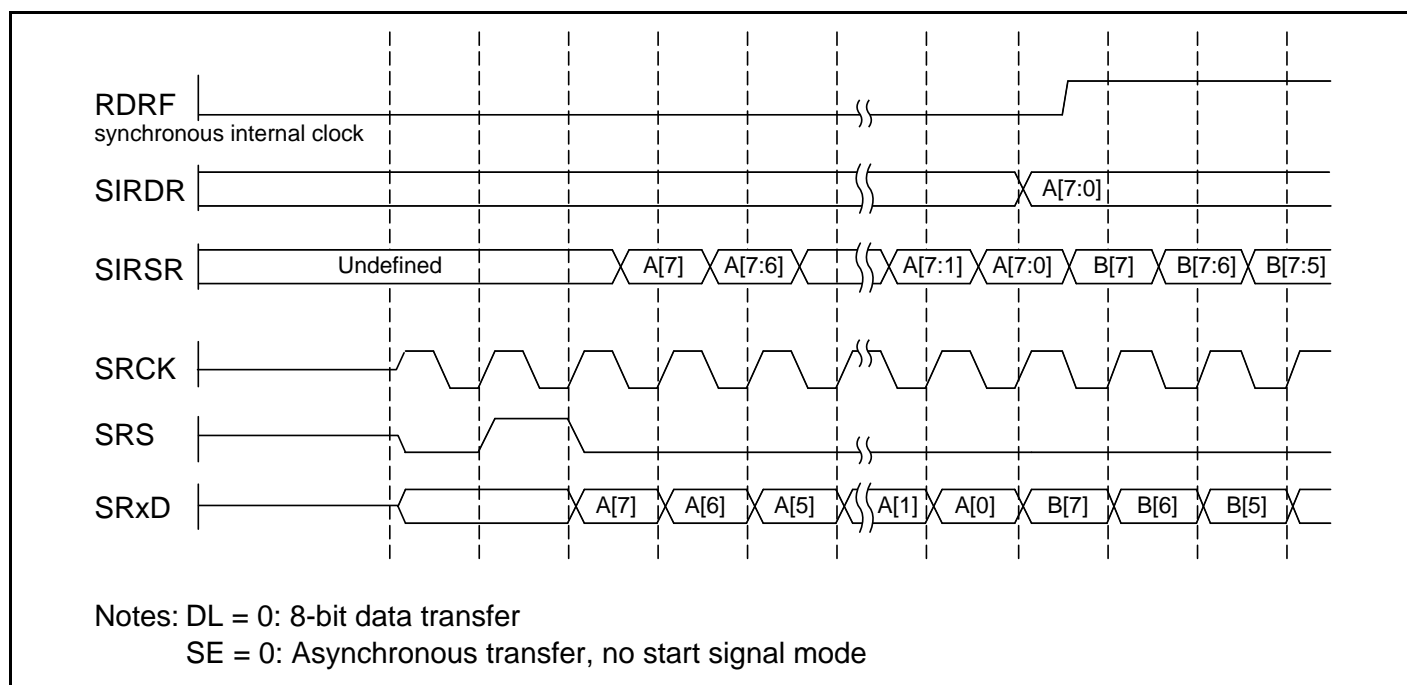 RDRF
synchronous internal clock
SIRDR A[7:0]
SIRSR Undefined A[7] A[7:6] A[7:1] A[7:0] B[7] B[7:6] B[7:5]
SRCK
SRS
SRxD A[7] A[6] A[5] A[1] A[0] B[7] B[6] B[5]
Notes: DL = 0: 8-bit data transfer
SE = 0: Asynchronous transfer, no start signal mode